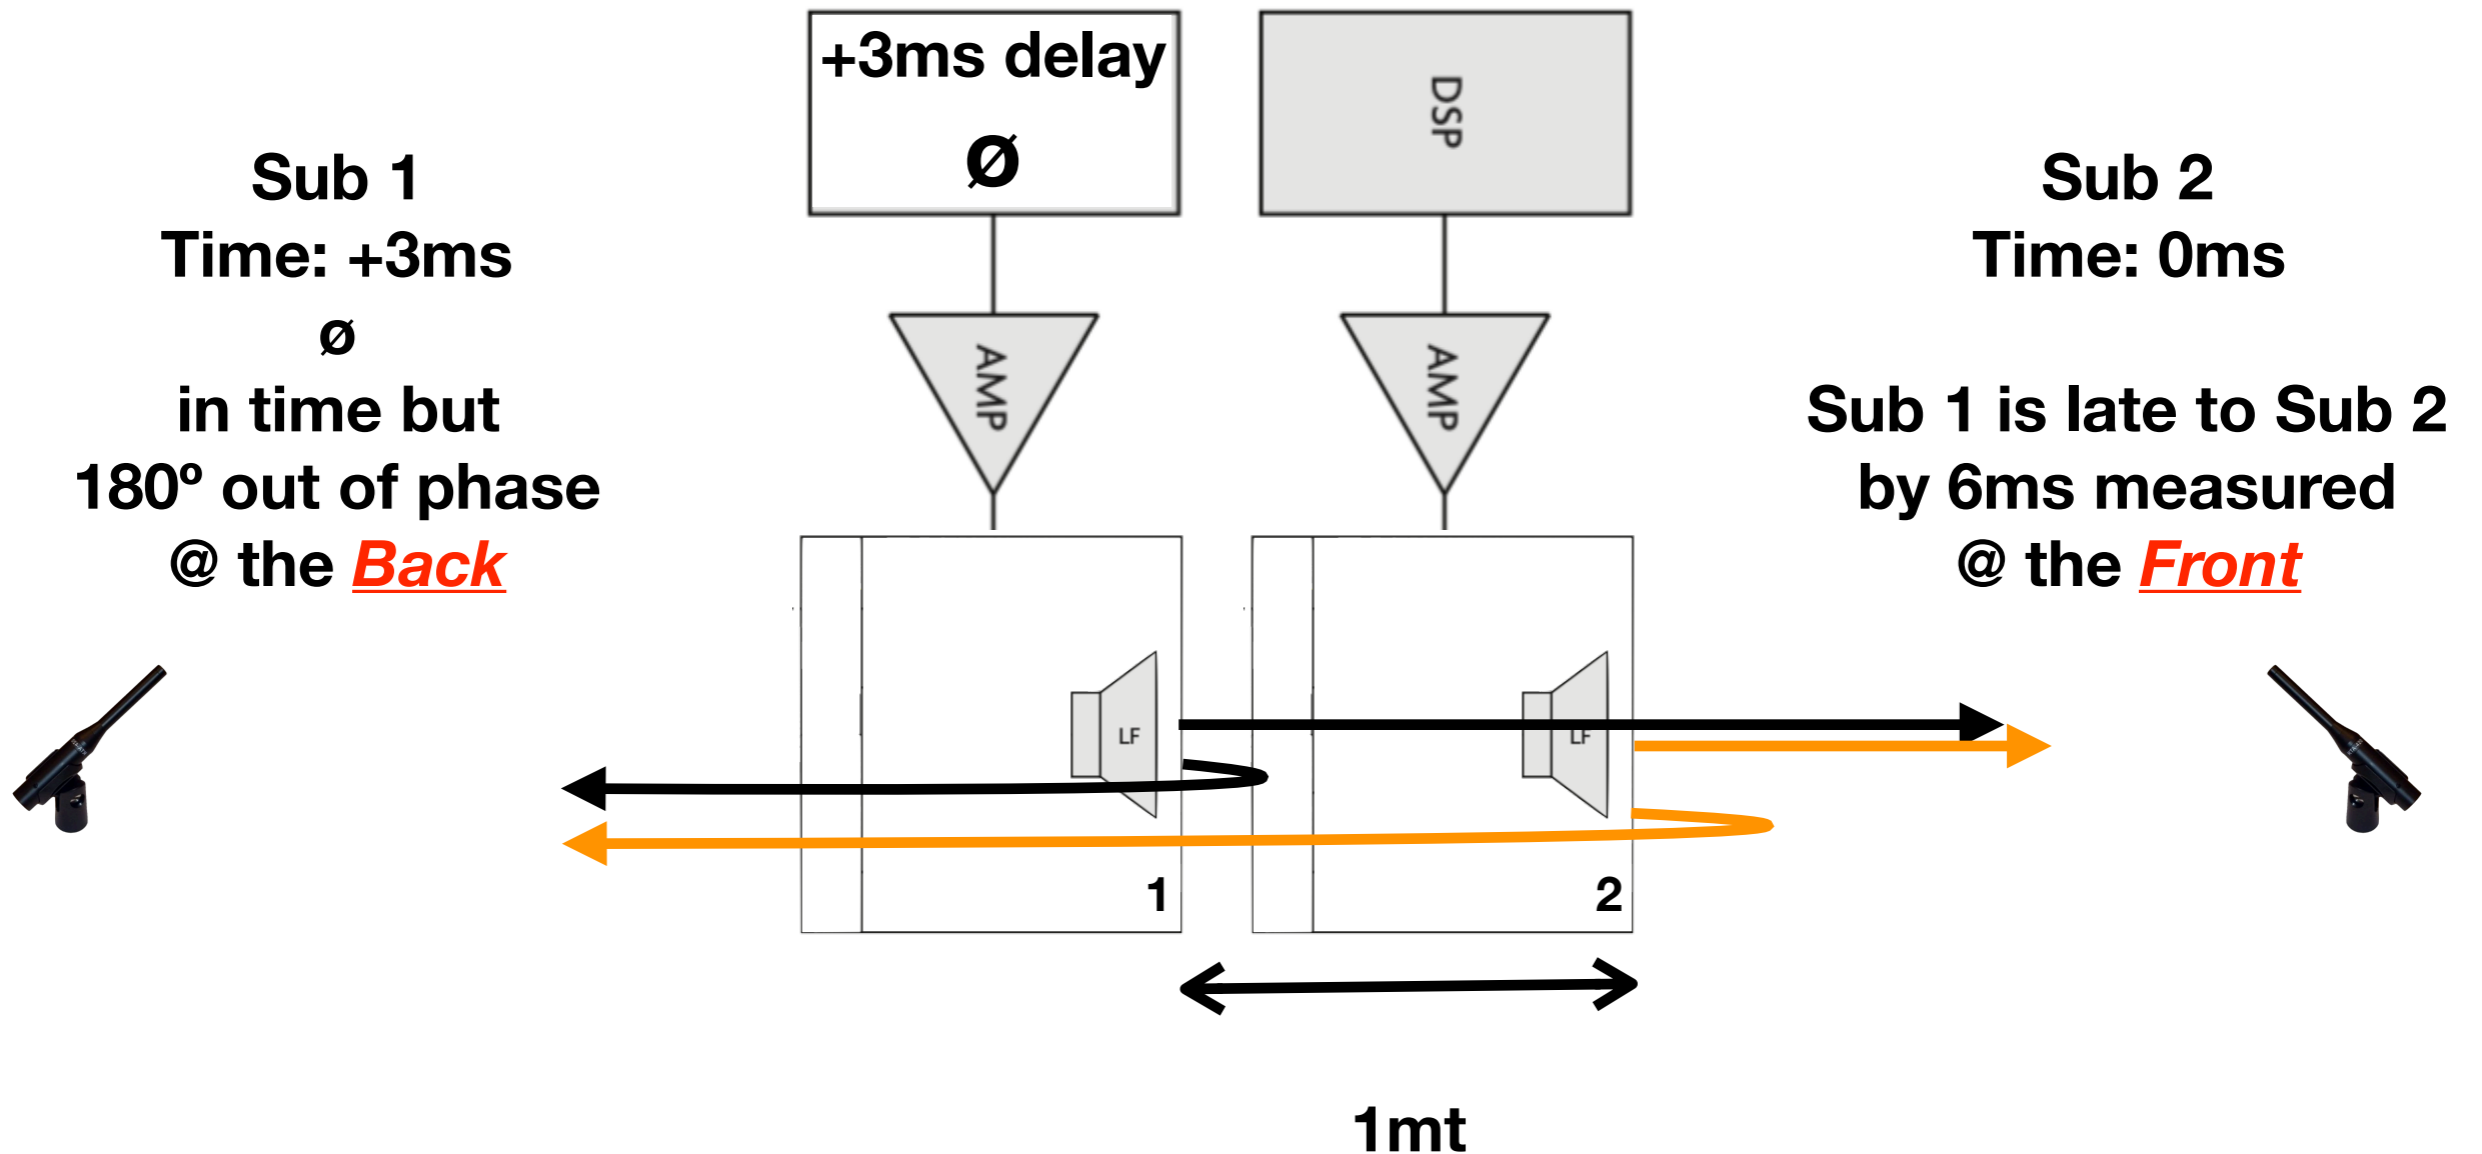 +3ms delay
ø
DSP
Sub 1
Time: +3ms
ø
in time but
180º out of phase
@ the Back
AMP
AMP
Sub 2
Time: 0ms
Sub 1 is late to Sub 2
by 6ms measured
@ the Front
LF
LF
1
2
1mt